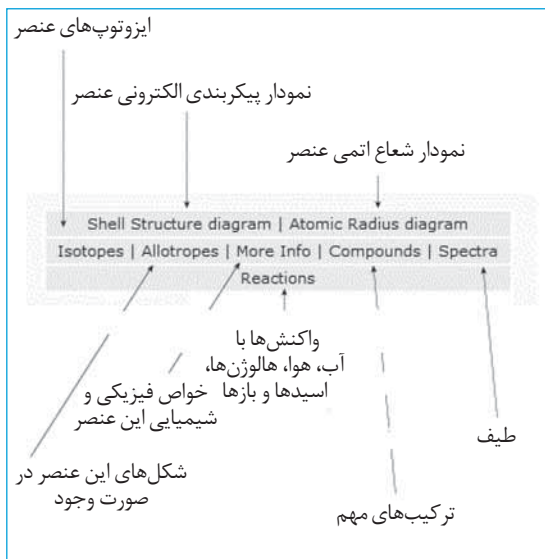 ایزوتوپ‌های عنصر
نمودار پیکربندی الکترونی عنصر
نمودار شعاع اتمی عنصر
Shell Structure diagram | Atomic Radius diagram
Isotopes | Allotropes | More Info | Compounds | Spectra
Reactions
واکنش‌ها با
آب، هوا، هالوژن‌ها،
اسیدها و بازها
خواص فیزیکی و
شیمیایی این عنصر
طیف
شکل‌های این عنصر در
صورت وجود
ترکیب‌های مهم